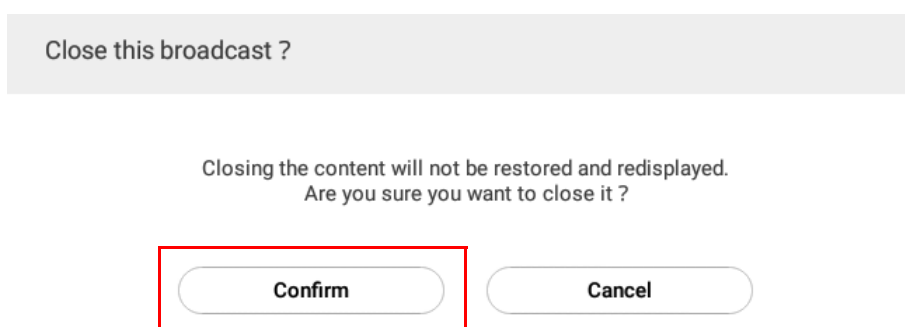 Close this broadcast ?
Closing the content will not be restored and redisplayed.
Are you sure you want to close it ?
Confirm
Cancel